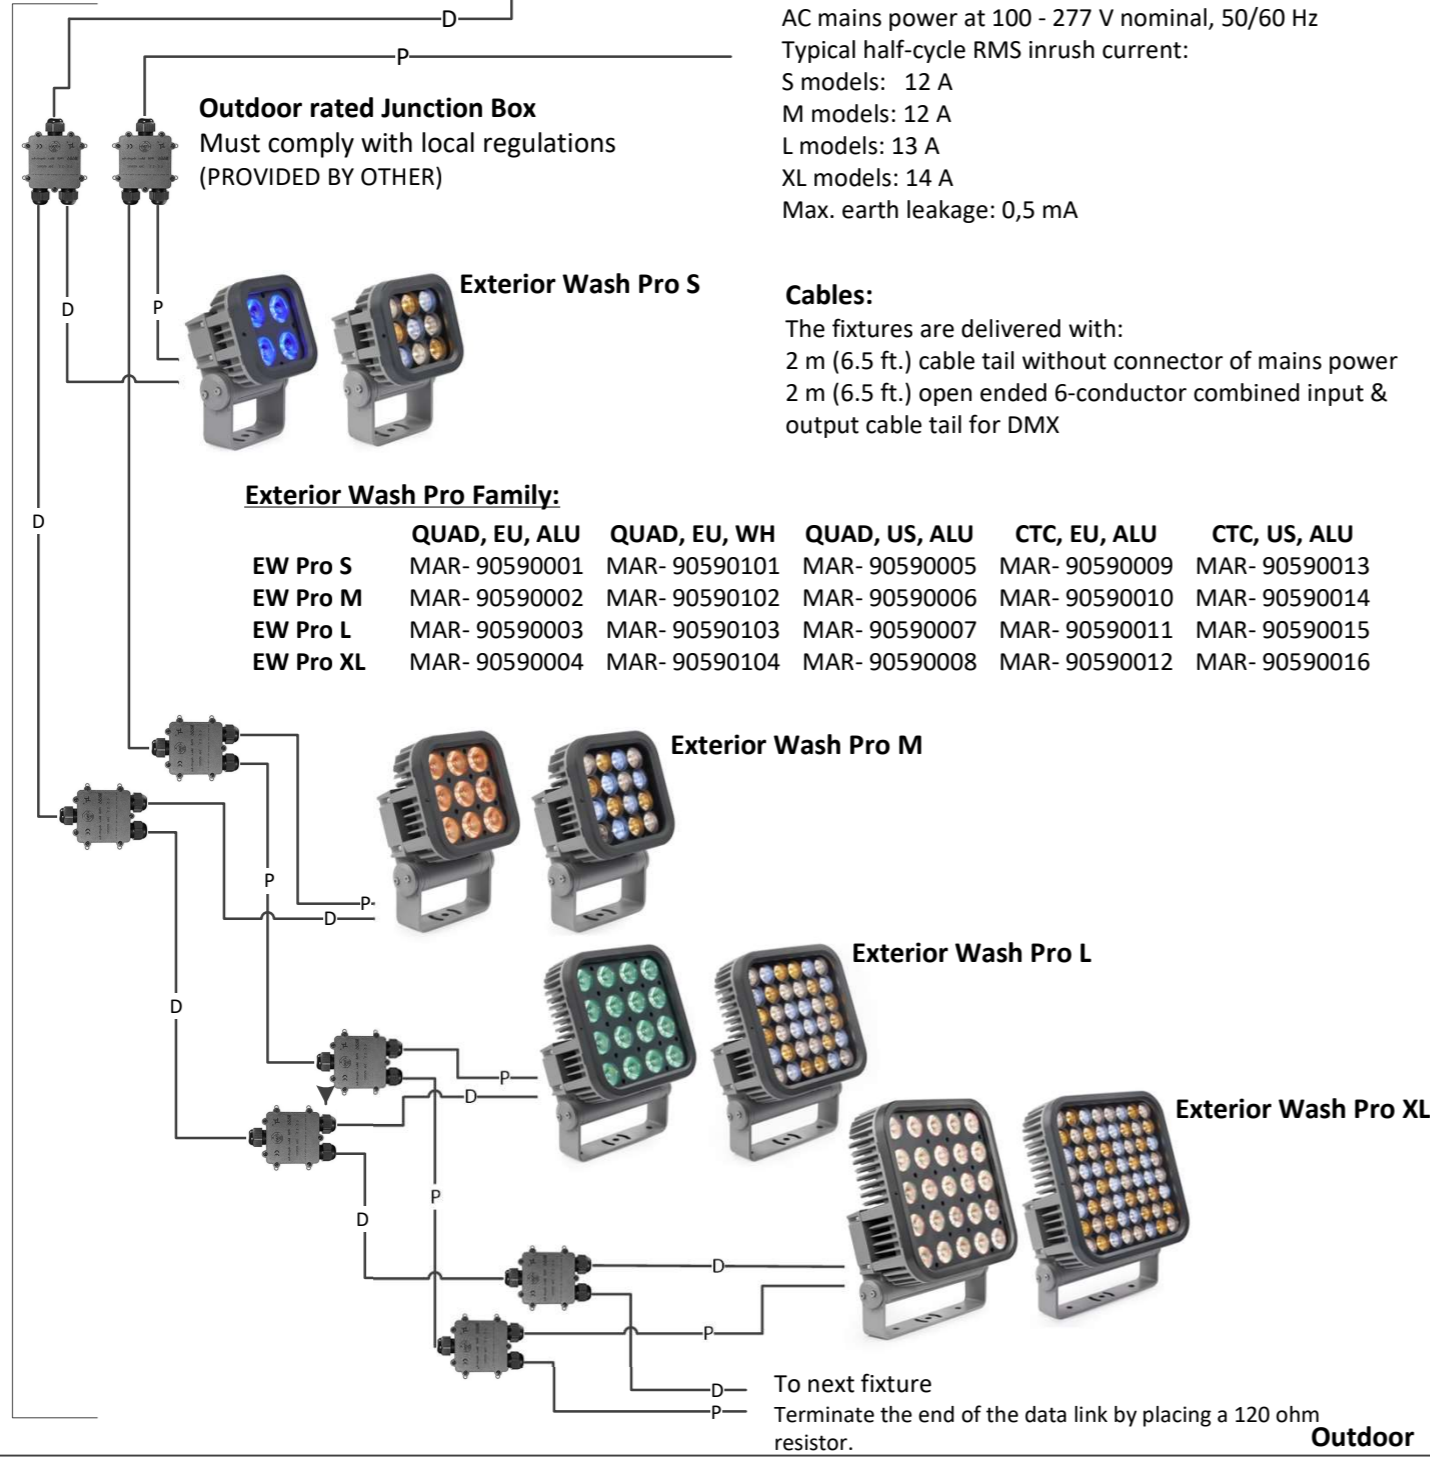 D
AC mains power at 100 - 277 V nominal, 50/60 Hz
P
Typical half-cycle RMS inrush current:
S models: 12 A
M models: 12 A
L models: 13 A
XL models: 14 A
Max. earth leakage: 0,5 mA
Outdoor rated Junction Box
Must comply with local regulations
(PROVIDED BY OTHER)
D
P
Exterior Wash Pro S
Cables:
The fixtures are delivered with:
2 m (6.5 ft.) cable tail without connector of mains power
2 m (6.5 ft.) open ended 6-conductor combined input &
output cable tail for DMX
D
Exterior Wash Pro Family:
QUAD, EU, ALU QUAD, EU, WH QUAD, US, ALU CTC, EU, ALU CTC, US, ALU
EW Pro S MAR- 90590001 MAR- 90590101 MAR- 90590005 MAR- 90590009 MAR- 90590013
EW Pro M MAR- 90590002 MAR- 90590102 MAR- 90590006 MAR- 90590010 MAR- 90590014
EW Pro L MAR- 90590003 MAR- 90590103 MAR- 90590007 MAR- 90590011 MAR- 90590015
EW Pro XL MAR- 90590004 MAR- 90590104 MAR- 90590008 MAR- 90590012 MAR- 90590016
Exterior Wash Pro M
P
P
D
Exterior Wash Pro L
D
P
D
Exterior Wash Pro XL
P
D
D
P
D
To next fixture
P
Terminate the end of the data link by placing a 120 ohm
resistor.
Outdoor